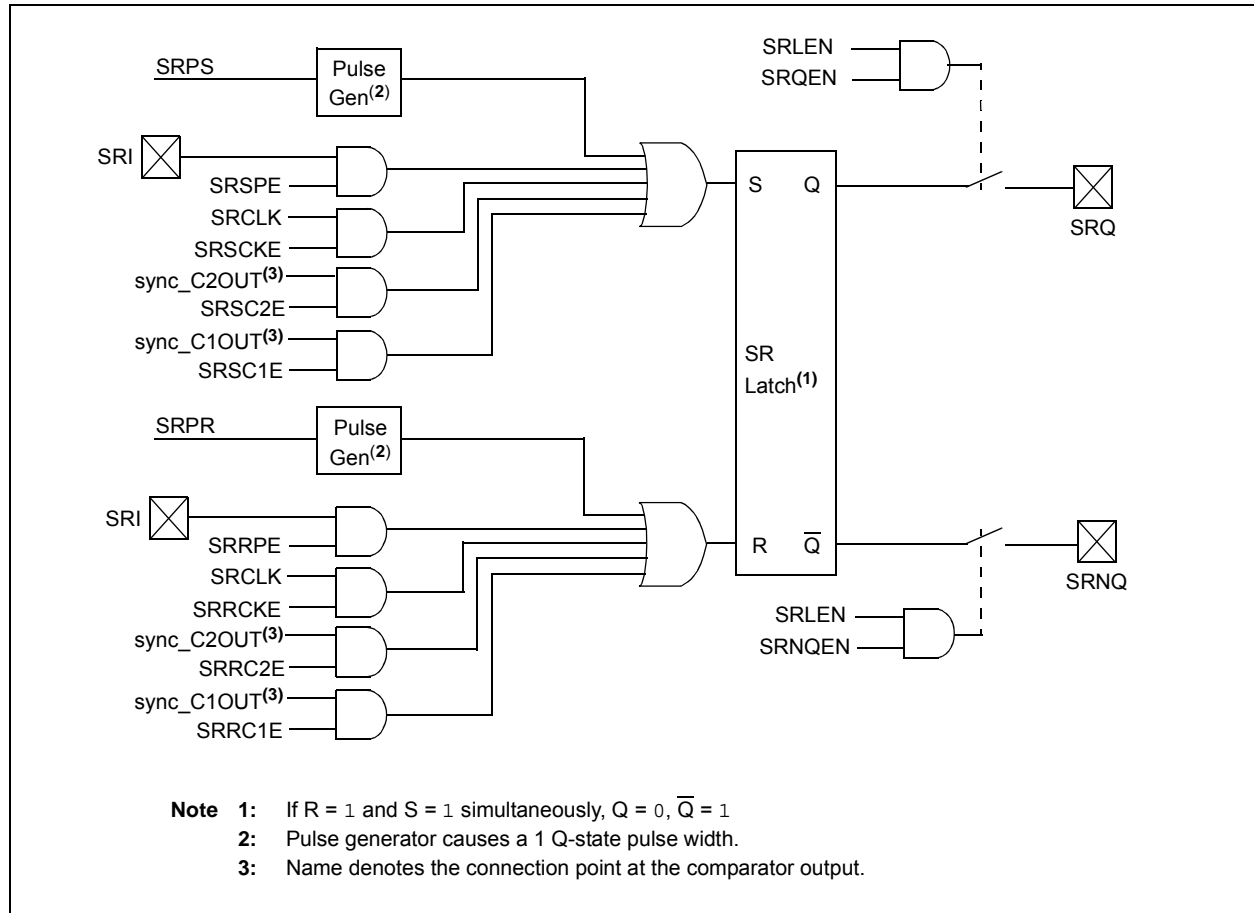 SRPS
Pulse
Gen(2)
SRI
SRSPE
SRCLK
SRSCKE
sync_C2OUT(3)
SRSC2E
sync_C1OUT(3)
SRSC1E
SRPR
Pulse
Gen(2)
SRI
SRRPE
SRCLK
SRRCKE
sync_C2OUT(3)
SRRC2E
sync_C1OUT(3)
SRRC1E
S Q
SR
Latch(1)
R Q̅
SRLEN
SRQEN
SRQ
SRLEN
SRNQEN
SRNQ
Note 1: If R = 1 and S = 1 simultaneously, Q = 0, Q̅ = 1
2: Pulse generator causes a 1 Q-state pulse width.
3: Name denotes the connection point at the comparator output.